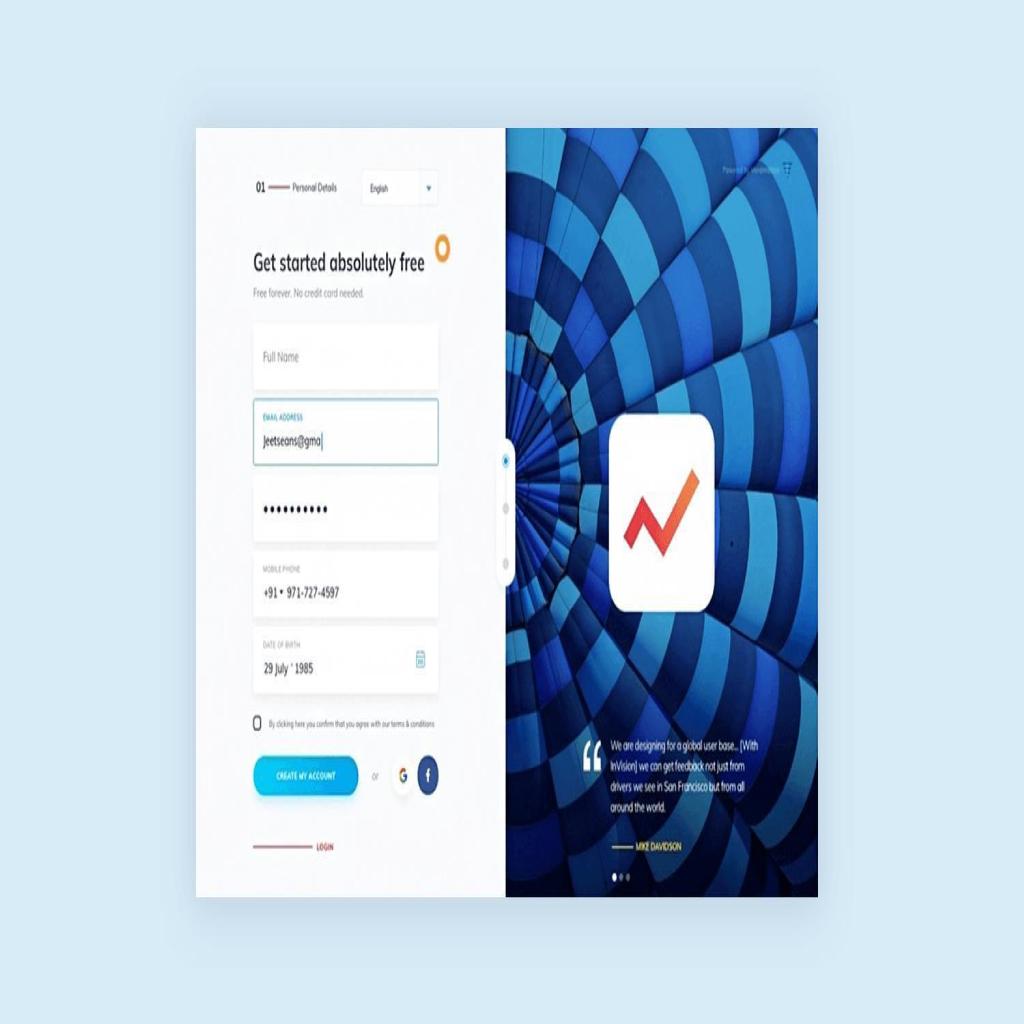 01 Personal Details
English
Get started absolutely free
Free forever. No credit card needed.
Full Name
EMAIL ADDRESS
Jeetseans@gma
••••••••••
MOBILE PHONE
+91 • 971-727-4597
DATE OF BIRTH
29 July ' 1985
By clicking here you confirm that you agree with our terms & conditions
CREATE MY ACCOUNT
or
G
f
LOGIN
Powered By
“
We are designing for a global user base... [With
InVision] we can get feedback not just from
drivers we see in San Francisco but from all
around the world.
MIKE DAVIDSON